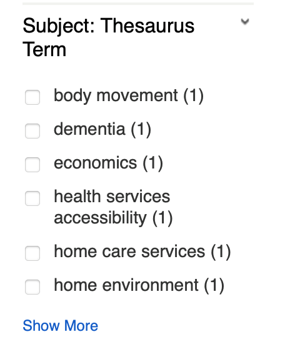 Subject: Thesaurus
Term
body movement (1)
dementia (1)
economics (1)
health services
accessibility (1)
home care services (1)
home environment (1)
Show More